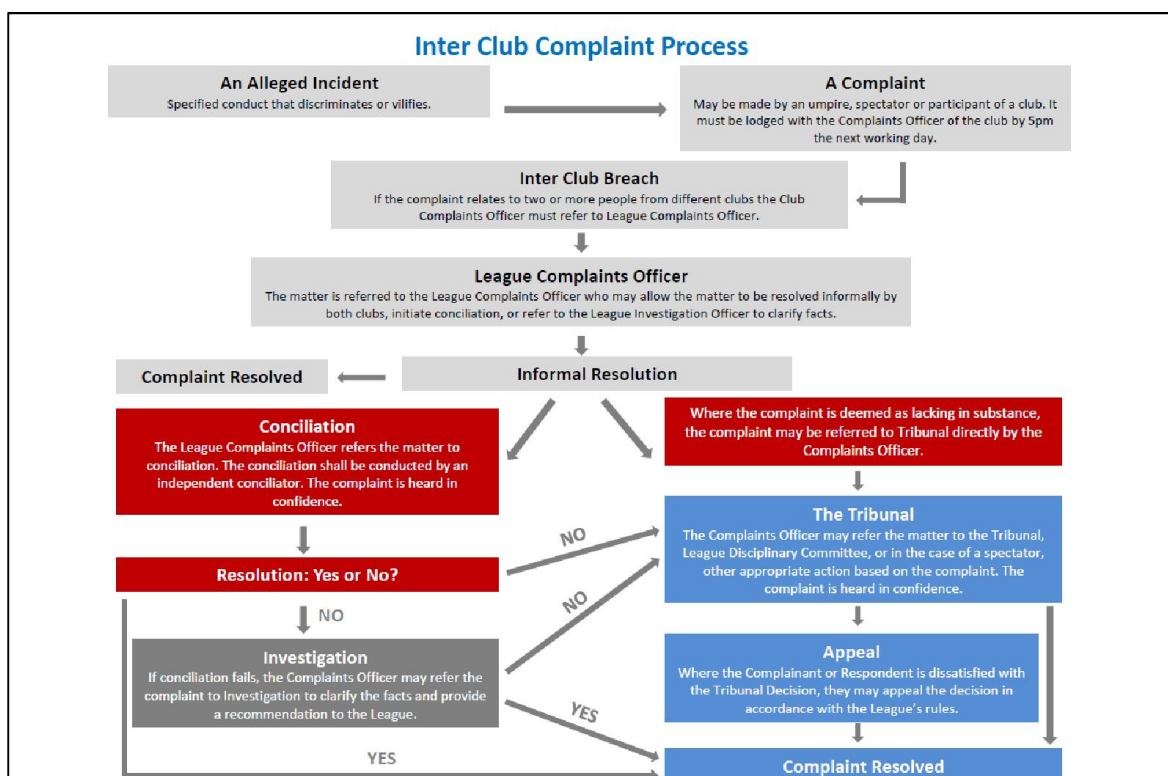 Inter Club Complaint Process
An Alleged Incident
Specified conduct that discriminates or vilifies.
A Complaint
May be made by an umpire, spectator or participant of a club. It
must be lodged with the Complaints Officer of the club by 5pm
the next working day.
Inter Club Breach
If the complaint relates to two or more people from different clubs the Club
Complaints Officer must refer to League Complaints Officer.
League Complaints Officer
The matter is referred to the League Complaints Officer who may allow the matter to be resolved informally by
both clubs, initiate conciliation, or refer to the League Investigation Officer to clarify facts.
Informal Resolution
Complaint Resolved
Conciliation
The League Complaints Officer refers the matter to
conciliation. The conciliation shall be conducted by an
independent conciliator. The complaint is heard in
confidence.
Where the complaint is deemed as lacking in substance,
the complaint may be referred to Tribunal directly by the
Complaints Officer.
Resolution: Yes or No?
NO
The Tribunal
The Complaints Officer may refer the matter to the Tribunal,
League Disciplinary Committee, or in the case of a spectator,
other appropriate action based on the complaint. The
complaint is heard in confidence.
NO
NO
Investigation
If conciliation fails, the Complaints Officer may refer the
complaint to Investigation to clarify the facts and provide
a recommendation to the League.
Appeal
Where the Complainant or Respondent is dissatisfied with
the Tribunal Decision, they may appeal the decision in
accordance with the League's rules.
YES
YES
Complaint Resolved